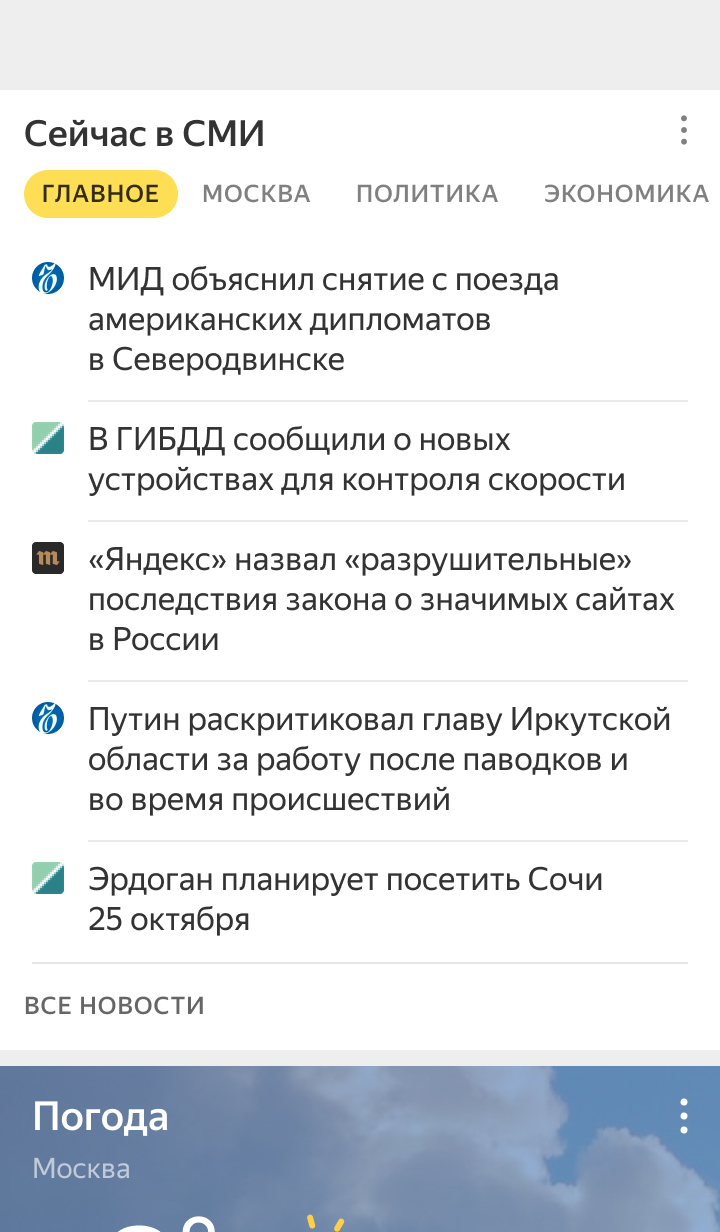 Сейчас в СМИ
ГЛАВНОЕ МОСКВА ПОЛИТИКА ЭКОНОМИКА
МИД объяснил снятие с поезда
американских дипломатов
в Северодвинске
В ГИБДД сообщили о новых
устройствах для контроля скорости
«Яндекс» назвал «разрушительные»
последствия закона о значимых сайтах
в России
Путин раскритиковал главу Иркутской
области за работу после паводков и
во время происшествий
Эрдоган планирует посетить Сочи
25 октября
ВСЕ НОВОСТИ
Погода
Москва